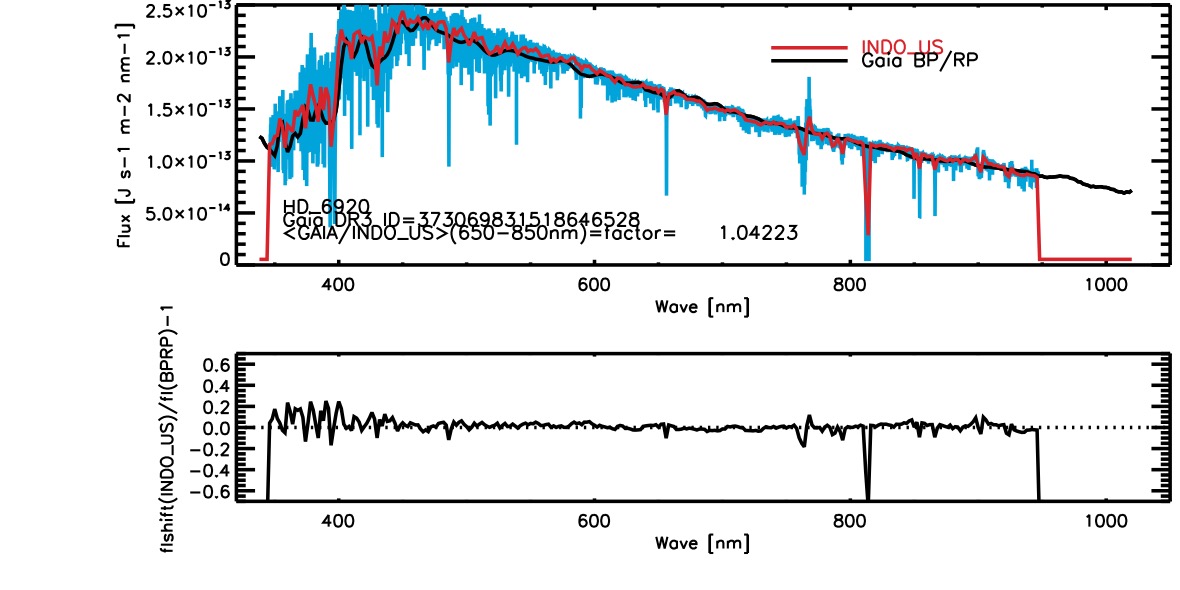 2.5×10⁻¹³
2.0×10⁻¹³
1.5×10⁻¹³
1.0×10⁻¹³
5.0×10⁻¹⁴
0
Flux [J s-1 m-2 nm-1]
INDO_US
Gaia BP/RP
HD_6920
Gaia DR3 ID=373069831518646528
<GAIA/INDO_US>(650-850nm)=factor= 1.04223
400 600 800 1000
Wave [nm]
0.6
0.4
0.2
0.0
-0.2
-0.4
-0.6
flshift(INDO_US)/fl(BPRP)-1
400 600 800 1000
Wave [nm]